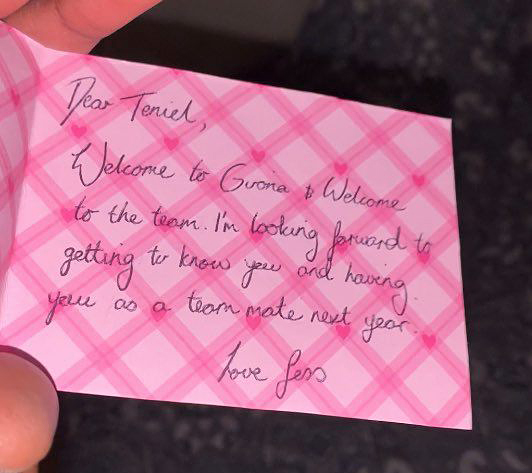 Dear Teniel,
Welcome to Girona & Welcome
to the team. I'm looking forward to
getting to know you and having
you as a team mate next year.
Love Jess